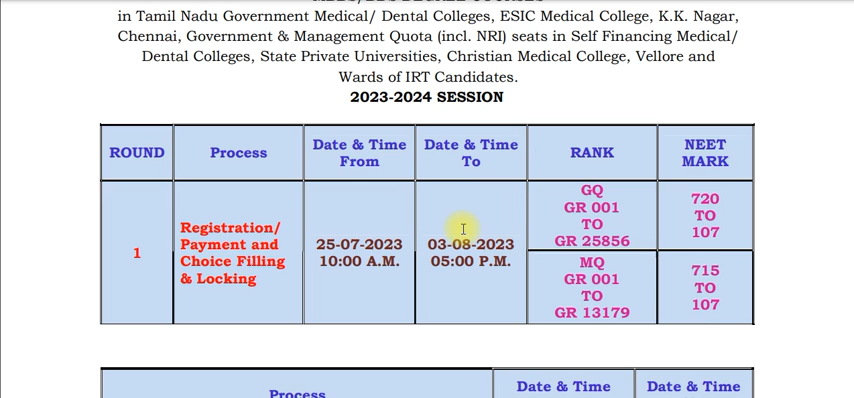 in Tamil Nadu Government Medical/ Dental Colleges, ESIC Medical College, K.K. Nagar,
Chennai, Government & Management Quota (incl. NRI) seats in Self Financing Medical/
Dental Colleges, State Private Universities, Christian Medical College, Vellore and
Wards of IRT Candidates.
2023-2024 SESSION
ROUND
Process
Date & Time
From
Date & Time
To
RANK
NEET
MARK
1
Registration/
Payment and
Choice Filling
& Locking
25-07-2023
10:00 A.M.
03-08-2023
05:00 P.M.
GQ
GR 001
TO
GR 25856
720
TO
107
MQ
GR 001
TO
GR 13179
715
TO
107
Process
Date & Time
Date & Time